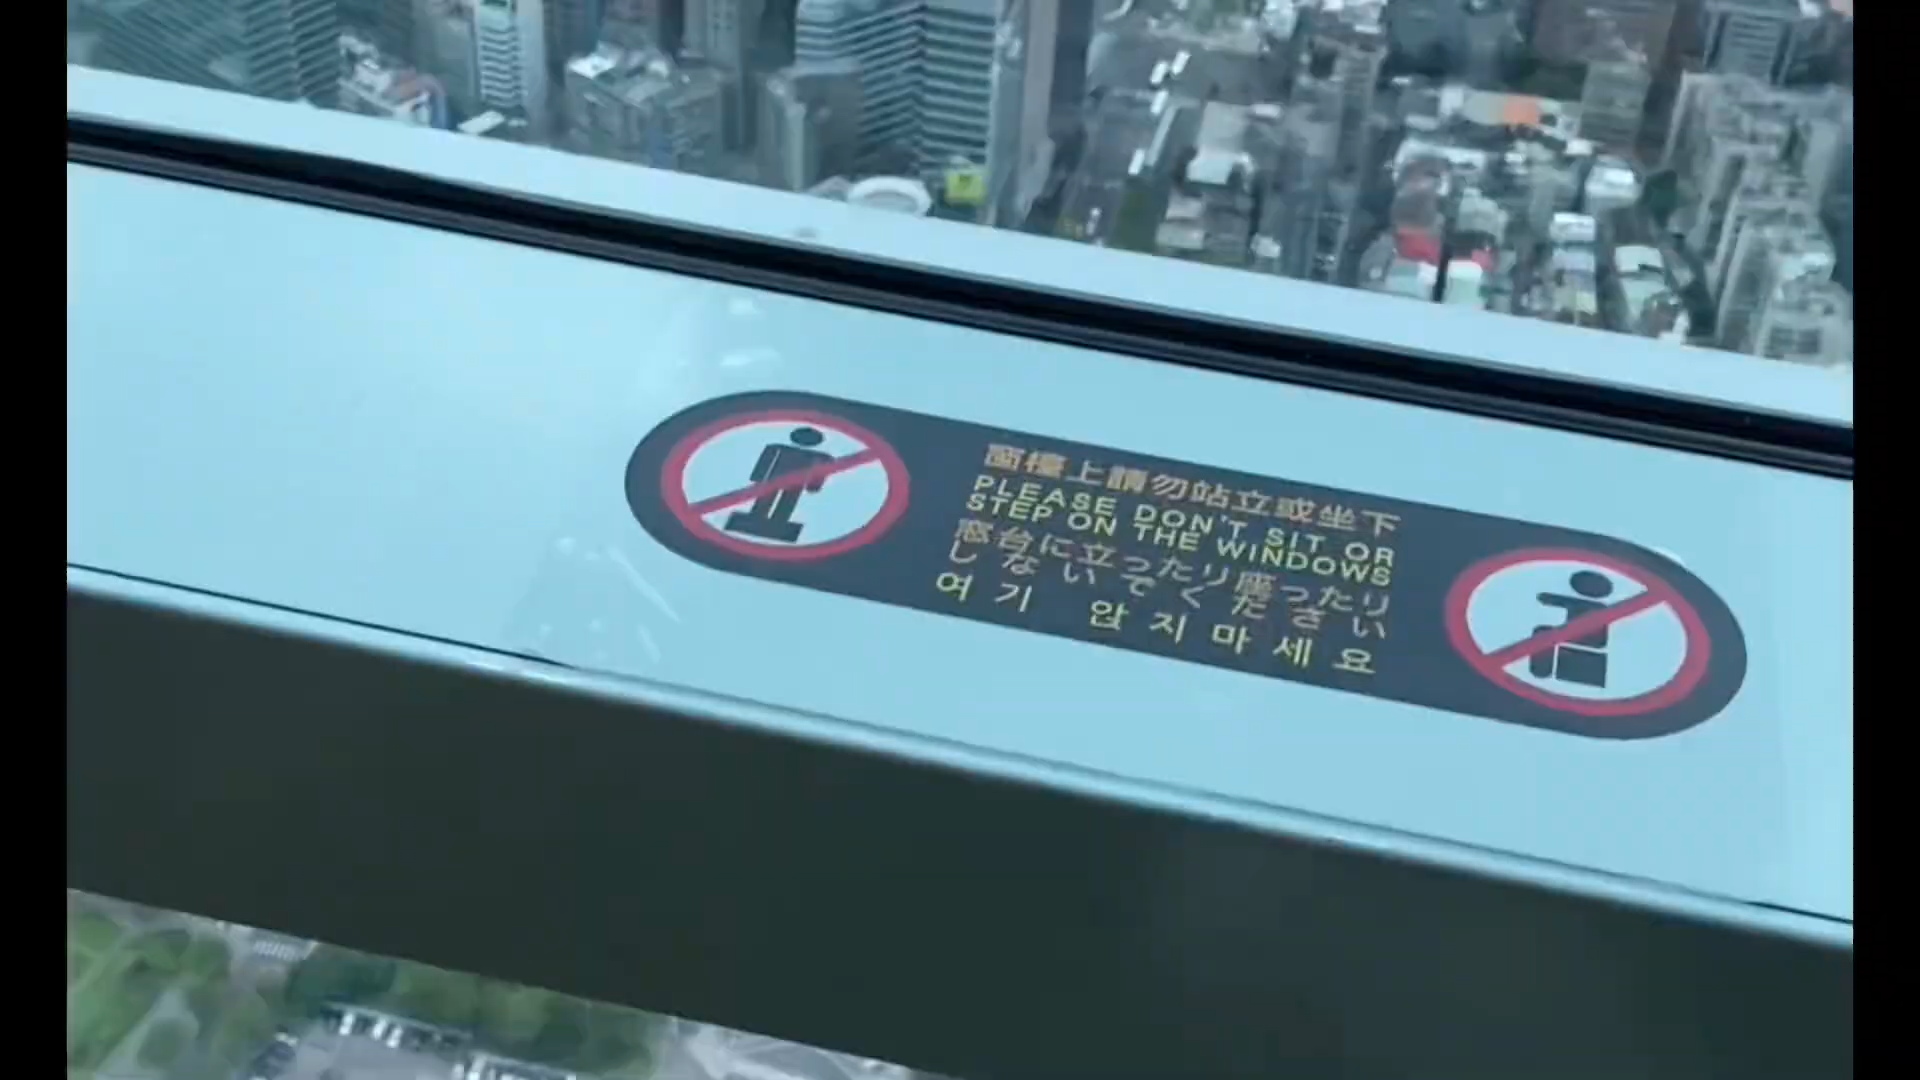 窗檯上請勿站立或坐下
PLEASE DON'T SIT OR
STEP ON THE WINDOWS
窓台に立ったり座ったり
しないでください
여기 앉지마세요